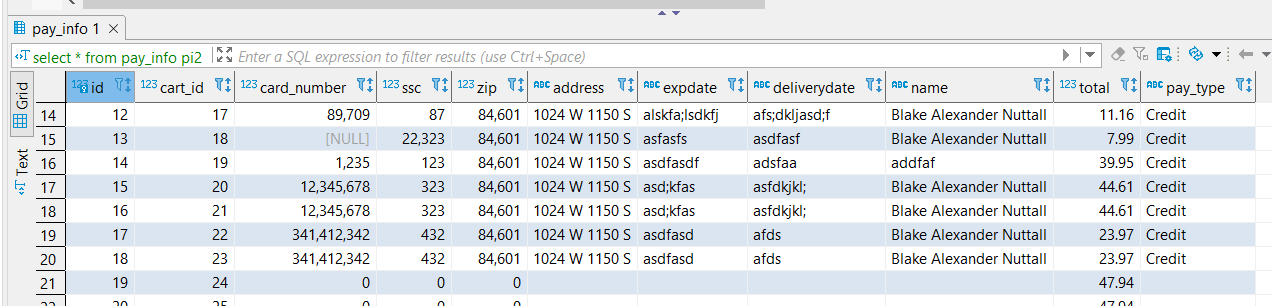 pay_info 1
select * from pay_info pi2 Enter a SQL expression to filter results (use Ctrl+Space)
Grid
Text
123 id 123 cart_id 123 card_number 123 ssc 123 zip ABC address ABC expdate ABC deliverydate ABC name 123 total ABC pay_type
14 12 17 89,709 87 84,601 1024 W 1150 S alskfa;lsdkfj afs;dkljasd;f Blake Alexander Nuttall 11.16 Credit
15 13 18 [NULL] 22,323 84,601 1024 W 1150 S asfasfs asdfasf Blake Alexander Nuttall 7.99 Credit
16 14 19 1,235 123 84,601 1024 W 1150 S asdfasdf adsfaa addfaf 39.95 Credit
17 15 20 12,345,678 323 84,601 1024 W 1150 S asd;kfas asfdkjkl; Blake Alexander Nuttall 44.61 Credit
18 16 21 12,345,678 323 84,601 1024 W 1150 S asd;kfas asfdkjkl; Blake Alexander Nuttall 44.61 Credit
19 17 22 341,412,342 432 84,601 1024 W 1150 S asdfasd afds Blake Alexander Nuttall 23.97 Credit
20 18 23 341,412,342 432 84,601 1024 W 1150 S asdfasd afds Blake Alexander Nuttall 23.97 Credit
21 19 24 0 0 0 47.94